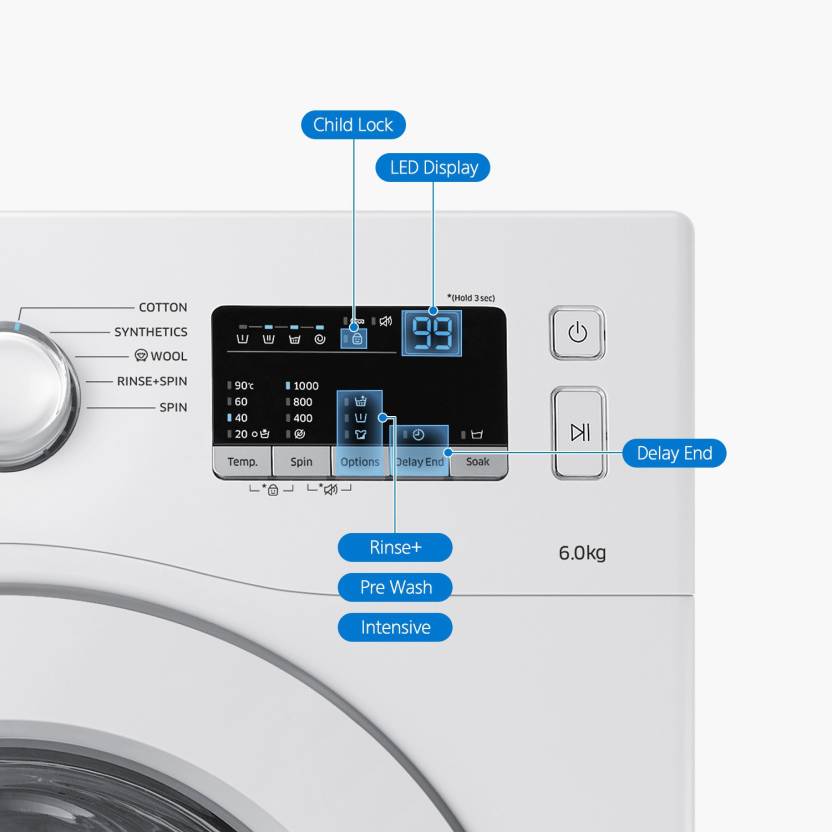 Child Lock
LED Display
*(Hold 3 sec)
COTTON
SYNTHETICS
WOOL
RINSE+SPIN
SPIN
99
90℃
60
40
20
1000
800
400
Temp.
Spin
Options
Delay End
Soak
*
*
Delay End
Rinse+
Pre Wash
Intensive
6.0kg